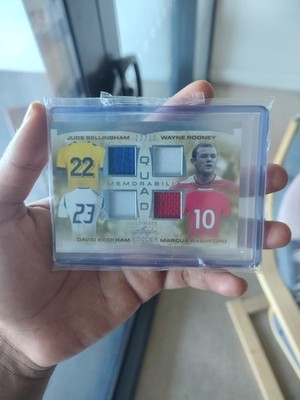 JUDE BELLINGHAM WAYNE ROONEY
22
QUAD
MEMORABILIA
23
10
DAVID BECKHAM MARCUS RASHFORD